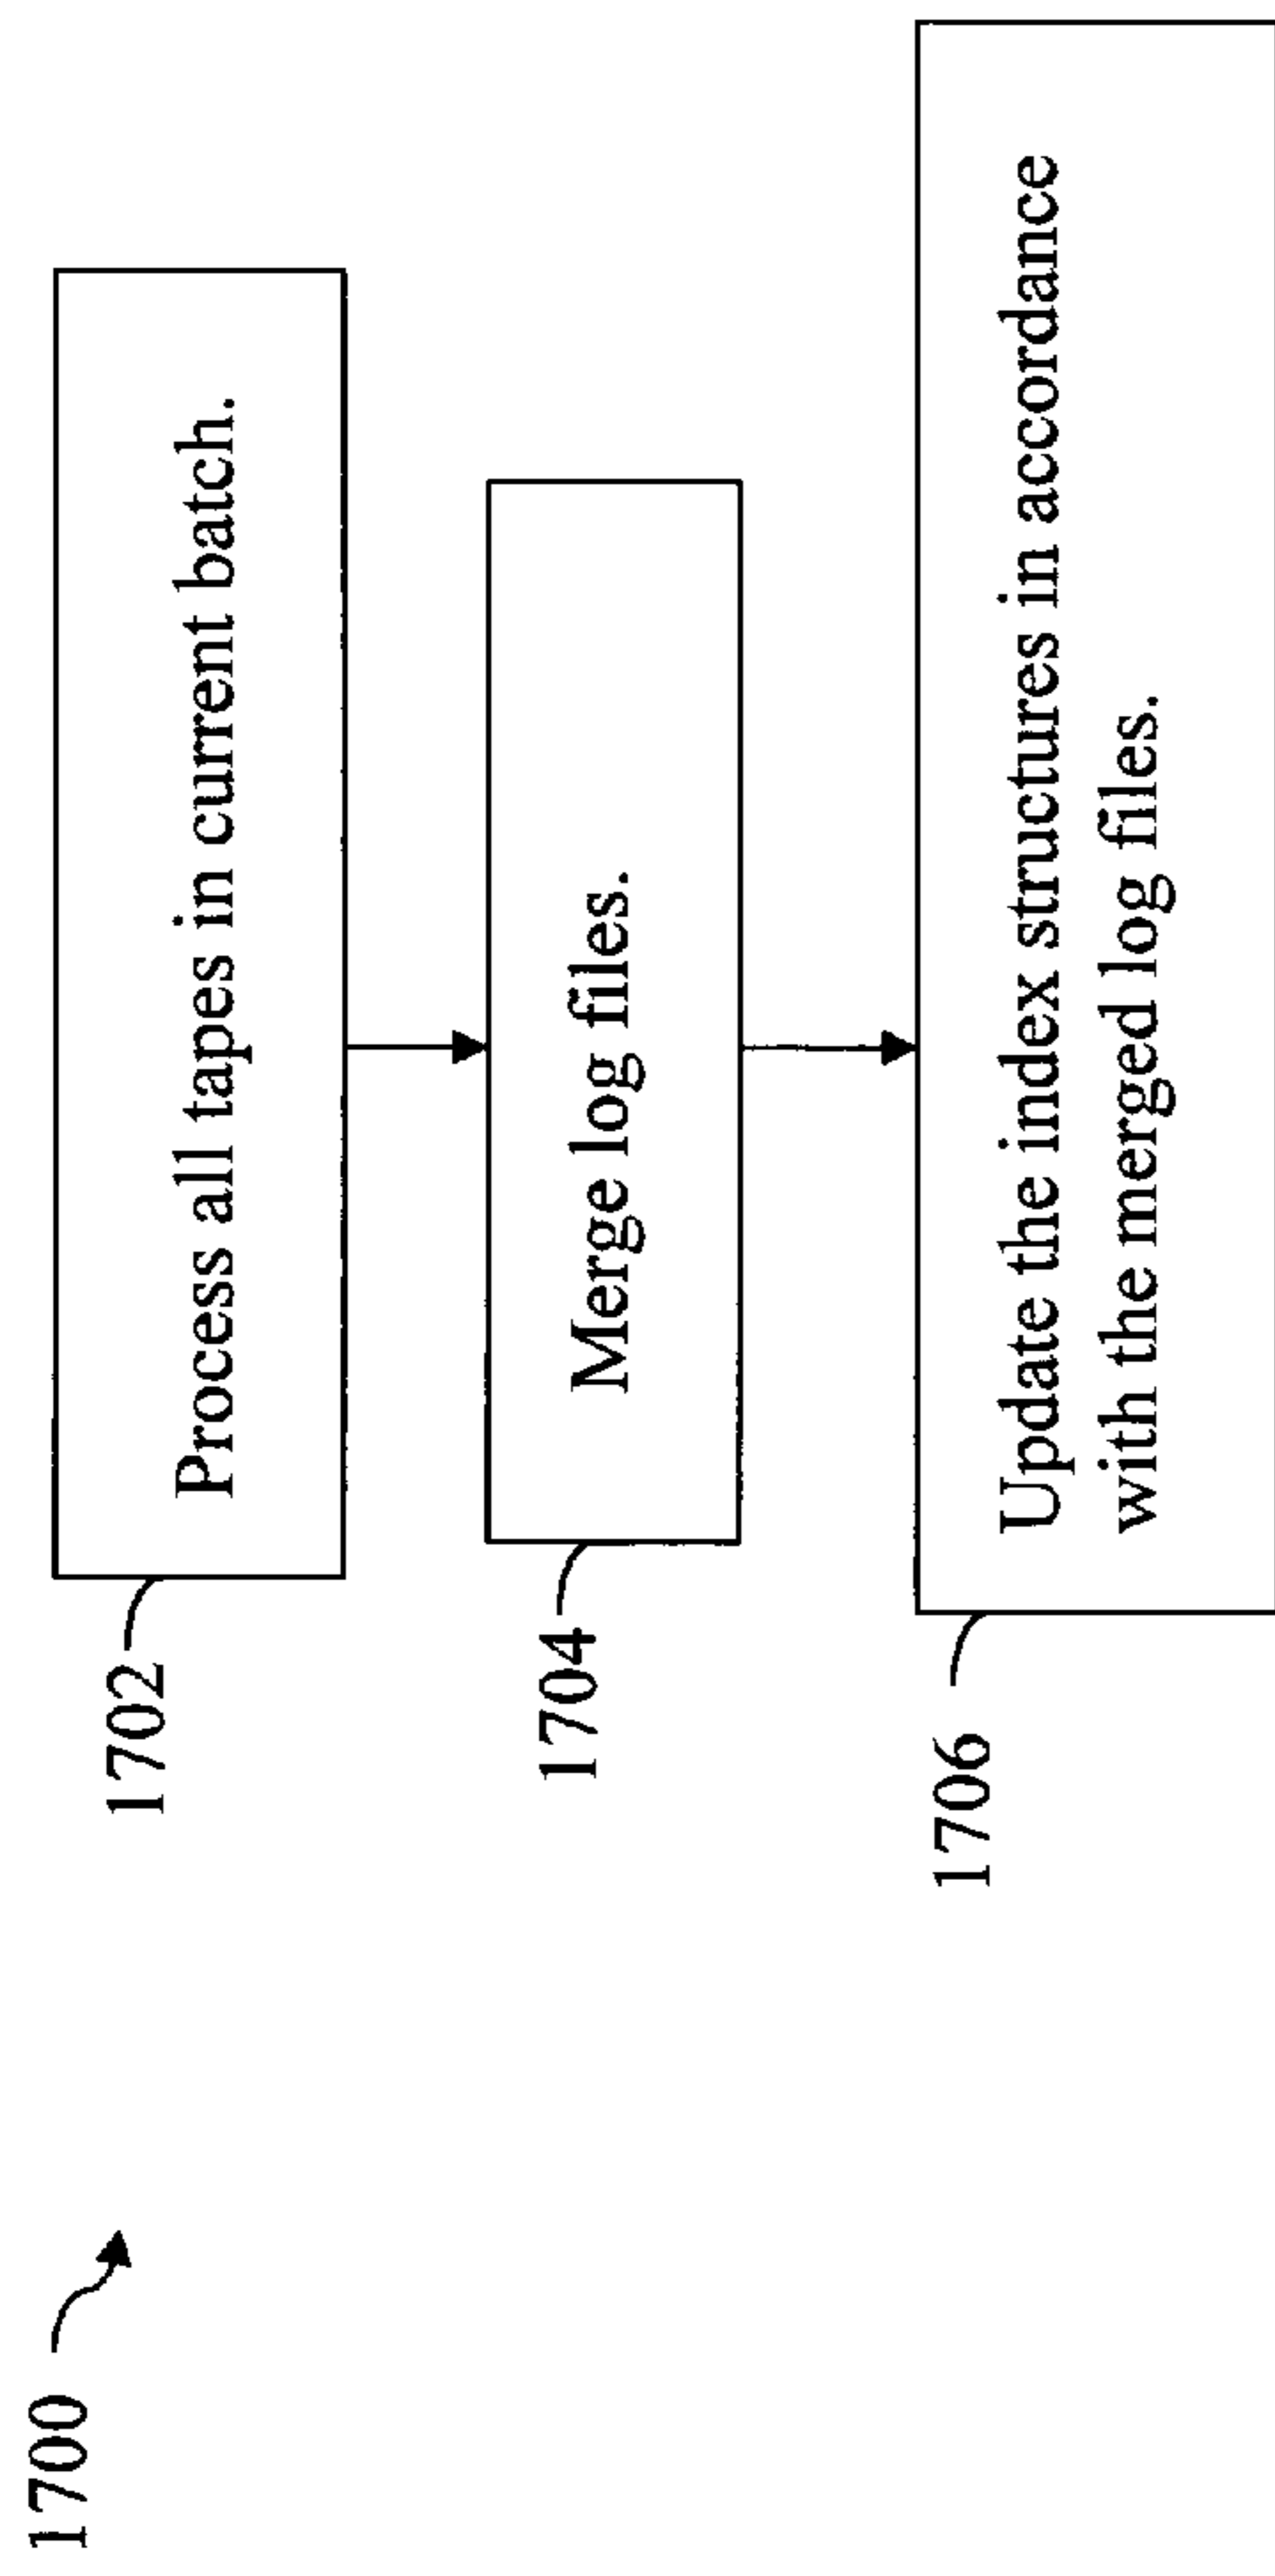 1700
1702
Process all tapes in current batch.
1704
Merge log files.
1706
Update the index structures in accordance
with the merged log files.